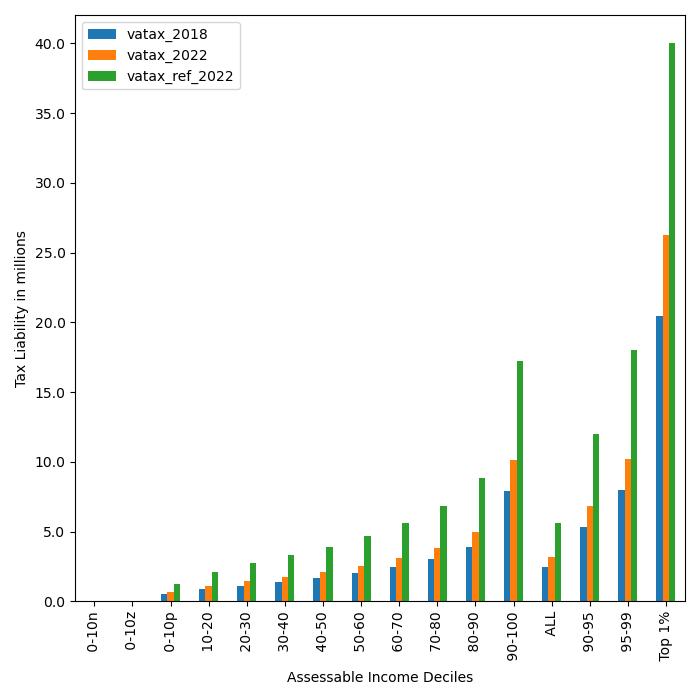 vatax_2018
vatax_2022
vatax_ref_2022
Tax Liability in millions
40.0
35.0
30.0
25.0
20.0
15.0
10.0
5.0
0.0
0-10n
0-10z
0-10p
10-20
20-30
30-40
40-50
50-60
60-70
70-80
80-90
90-100
ALL
90-95
95-99
Top 1%
Assessable Income Deciles